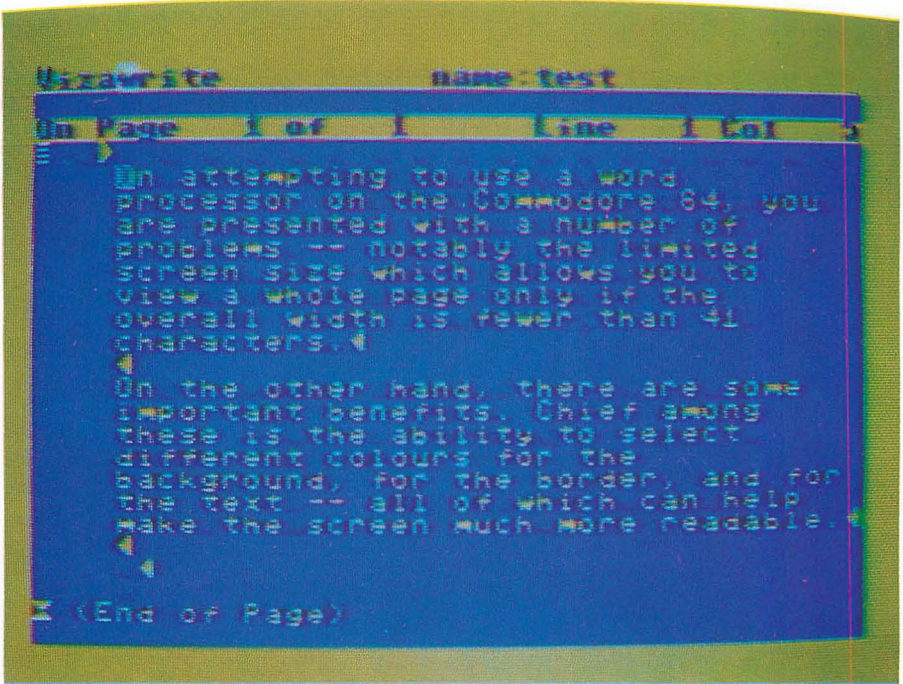 Vizawrite name:test
On Page 1 of 1 Line 1 Col
On attempting to use a word
processor on the Commodore 64, you
are presented with a number of
problems -- notably the limited
screen size which allows you to
view a whole page only if the
overall width is fewer than 41
characters.
On the other hand, there are some
important benefits. Chief among
these is the ability to select
different colours for the
background, for the border, and for
the text -- all of which can help
make the screen much more readable.
(End of Page)